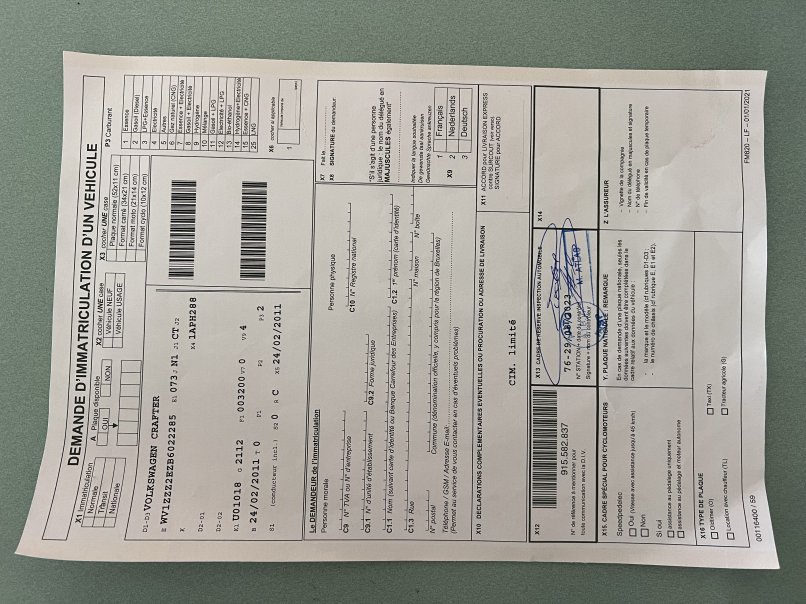 DEMANDE D'IMMATRICULATION D'UN VEHICULE
X1 Immatriculation
Normale
Transit
Nationale
A Plaque disponible
OUI
NON
X2 cocher UNE case
Véhicule NEUF
Véhicule USAGE
X3 cocher UNE case
Plaque normale (52x11 cm)
Format carré (34x21 cm)
Format moto (21x14 cm)
Format cyclo (10x12 cm)
P3 Carburant
1 Essence
2 Gasoil (Diesel)
3 LPG+Essence
4 Electricité
5 Autres
6 Gaz naturel (CNG)
7 Essence + Electricité
8 Gasoil + Electricité
9 Hydrogène
10 Mélange
11 Gasoil + LPG
12 Electricité + LPG
13 Bio-éthanol
14 Hydrogène+Electricité
15 Essence + CNG
25 LNG
X6 cocher si applicable
1
D1-D3 VOLKSWAGEN CRAFTER
E WV1ZZZ2EZB6022285 E1 073 J N1 J1 CT J2
K X4 1APH288
D2-01
D2-02
K1 U01018 G 2112 F1 003200 V7 0 V9 4
B 24/02/2011 T 0 P1 P2 P3 2
S1 (conducteur incl.) S2 0 R C X5 24/02/2011
Le DEMANDEUR de l'immatriculation
Personne morale
Personne physique
C9 N° TVA ou N° d'entreprise
C10 N° Registre national
C9.1 N° d'unité d'établissement
C9.2 Forme juridique
C1.1 Nom (suivant carte d'identité ou Banque Carrefour des Entreprises)
C1.2 1er prénom (carte d'identité)
C1.3 Rue
N° maison
N° boîte
N° postal
Commune (dénomination officielle, y compris pour la région de Bruxelles)
Téléphone / GSM / Adresse E-mail:
(Permet au service de vous contacter en cas d'éventuels problèmes)
X7 Fait le
X8 SIGNATURE du demandeur:
"S'il s'agit d'une personne
juridique : le nom du délégué en
MAJUSCULES également"
Indiquer la langue souhaitée
De gewenste taal aankruisen
Gewünschte Sprache ankreuzen
X9
1 Français
2 Nederlands
3 Deutsch
X10 DECLARATIONS COMPLEMENTAIRES EVENTUELLES OU PROCURATION OU ADRESSE DE LIVRAISON
CIM. limité
X11 ACCORD pour LIVRAISON EXPRESS
contre SURCOUT (voir verso).
SIGNATURE pour ACCORD
X12
915.582.837
N° de référence à mentionner pour
toute communication avec la D.I.V.
X13 CADRE DE RESERVE INSPECTION AUTOMOBILE
76-29/08/2023
N° STATION + date du contrôle
Signature + nom du contrôleur
M. ATLAS
X14
X15. CADRE SPÉCIAL POUR CYCLOMOTEURS
Speedpedelec
Oui (Vitesse avec assistance jusqu'à 45 km/h)
Non
Si oui
assistance au pédalage uniquement
assistance au pédalage et moteur autonome
Y. PLAQUE NATIONALE : REMARQUE
En cas de demande d'une plaque nationale, seules les
données suivantes doivent être complétées dans le
cadre relatif aux données du véhicule :
- la marque et le modèle (cf rubrique D1-D3 ;
- le numéro de châssis (cf rubrique E, E1 et E2).
Z L'ASSUREUR
- Vignette de la compagnie
- Nom du délégué en majuscules et signature
- N° de téléphone
- Fin de validité en cas de plaque temporaire
X16 TYPE DE PLAQUE
Oldtimer (O)
Taxi (TX)
Location avec chauffeur (TL)
Tracteur agricole (G)
00116400 / 59
FM820 – LF – 01/01/2021